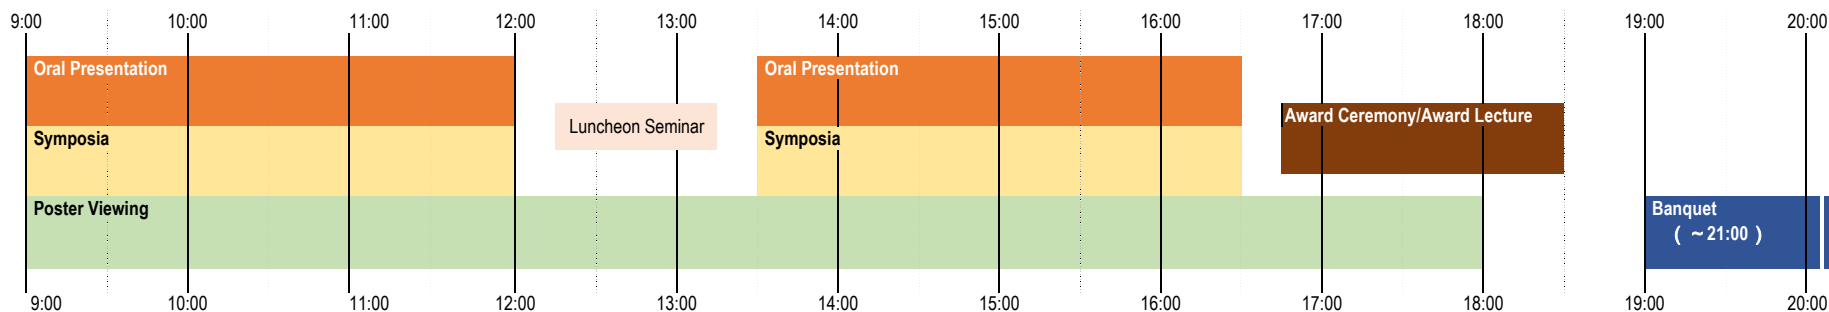 9:00 10:00 11:00 12:00 13:00 14:00 15:00 16:00 17:00 18:00 19:00 20:00
Oral Presentation
Oral Presentation
Award Ceremony/Award Lecture
Luncheon Seminar
Symposia
Symposia
Poster Viewing
Banquet
( ~21:00 )
9:00 10:00 11:00 12:00 13:00 14:00 15:00 16:00 17:00 18:00 19:00 20:00